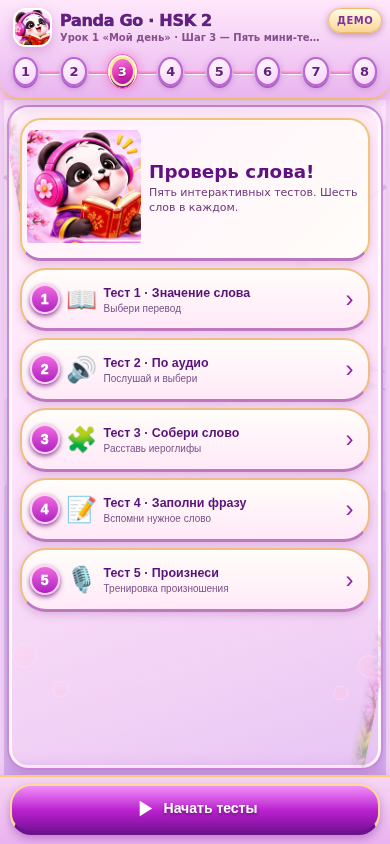 Panda Go · HSK 2
Урок 1 «Мой день» · Шаг 3 — Пять мини-те...
ДЕМО
1 2 3 4 5 6 7 8
Проверь слова!
Пять интерактивных тестов. Шесть
слов в каждом.
1 Тест 1 · Значение слова
Выбери перевод
2 Тест 2 · По аудио
Послушай и выбери
3 Тест 3 · Собери слово
Расставь иероглифы
4 Тест 4 · Заполни фразу
Вспомни нужное слово
5 Тест 5 · Произнеси
Тренировка произношения
Начать тесты